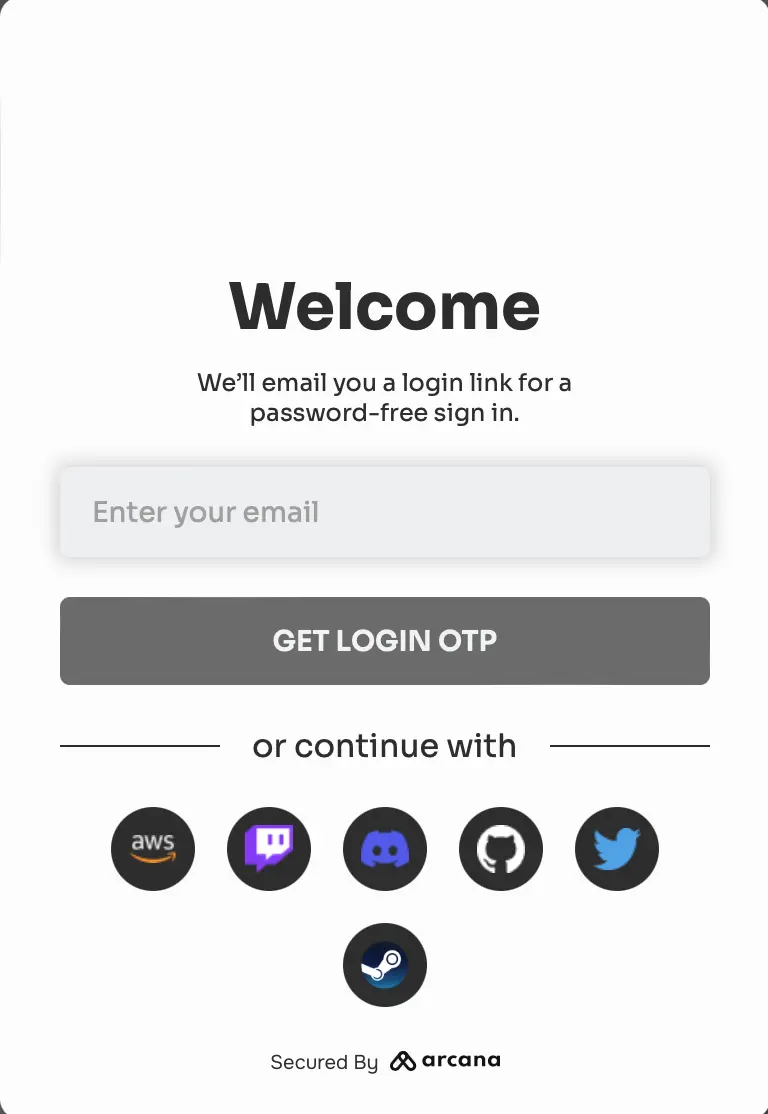 Welcome
We’ll email you a login link for a
password-free sign in.
Enter your email
GET LOGIN OTP
or continue with
aws
Secured By arcana